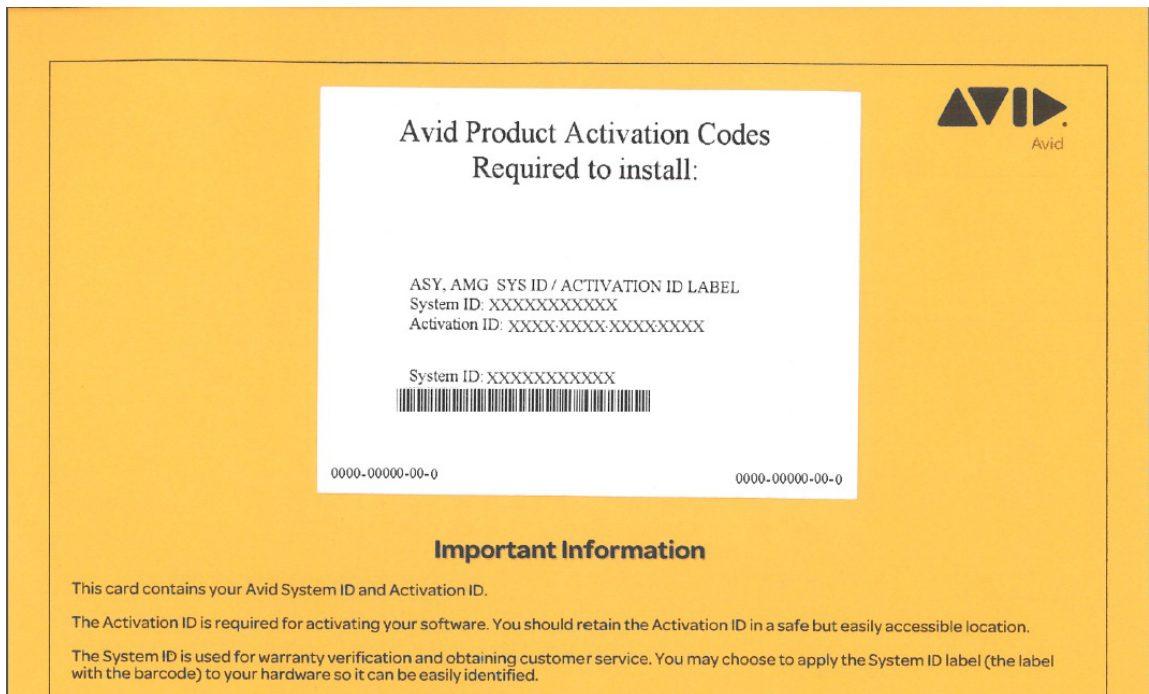 AVID.
Avid
Avid Product Activation Codes
Required to install:
ASY, AMG SYS ID / ACTIVATION ID LABEL
System ID: XXXXXXXXXXX
Activation ID: XXXX-XXXX-XXXX-XXXX
System ID: XXXXXXXXXXX
0000-00000-00-0
0000-00000-00-0
Important Information
This card contains your Avid System ID and Activation ID.
The Activation ID is required for activating your software. You should retain the Activation ID in a safe but easily accessible location.
The System ID is used for warranty verification and obtaining customer service. You may choose to apply the System ID label (the label
with the barcode) to your hardware so it can be easily identified.